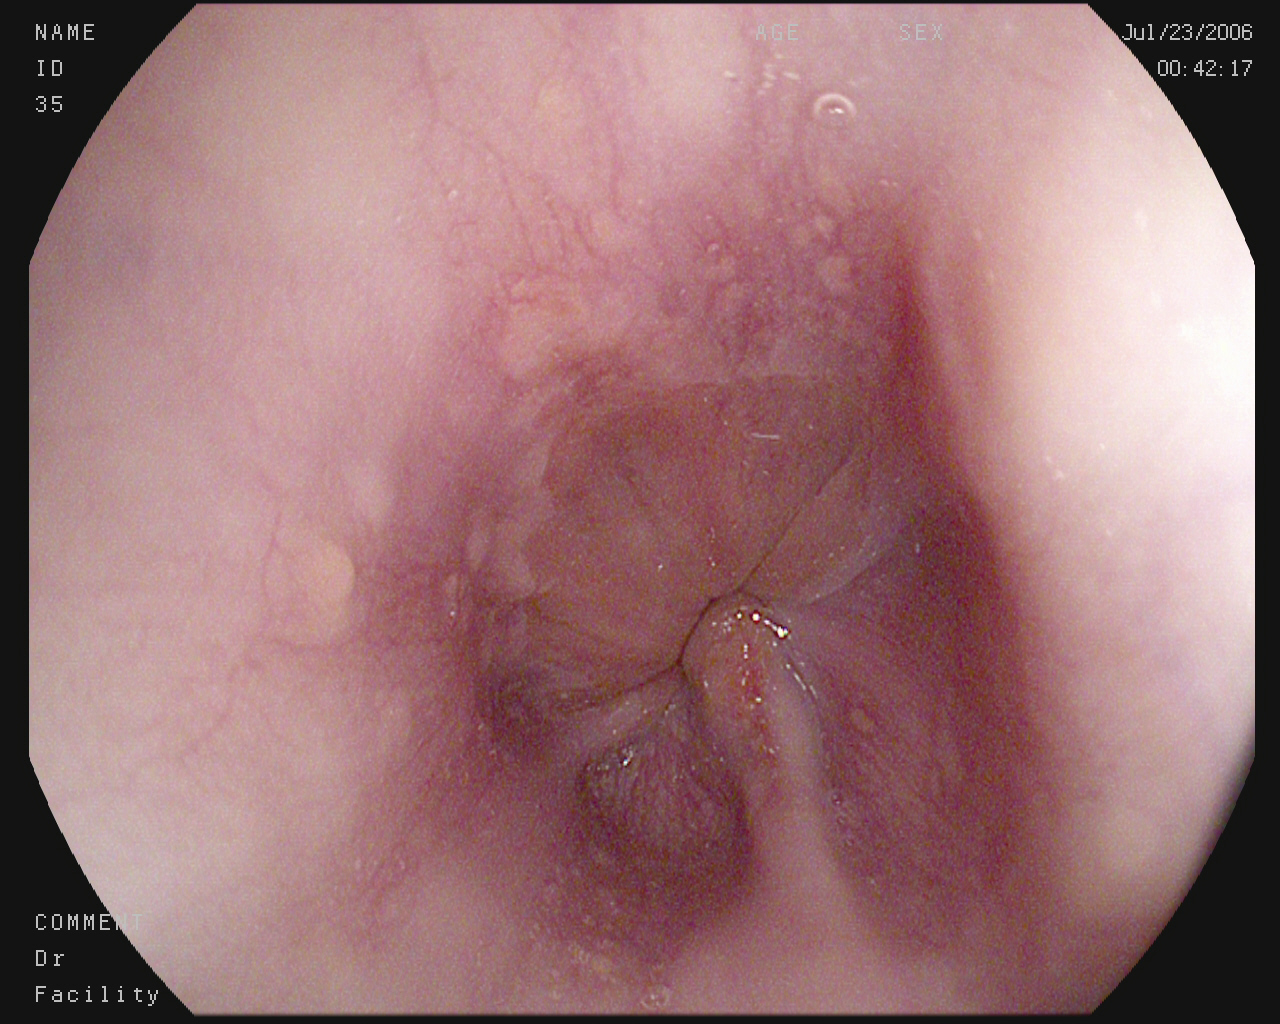 NAME AGE SEX Jul/23/2006
ID 00:42:17
35
COMMENT
Dr
Facility